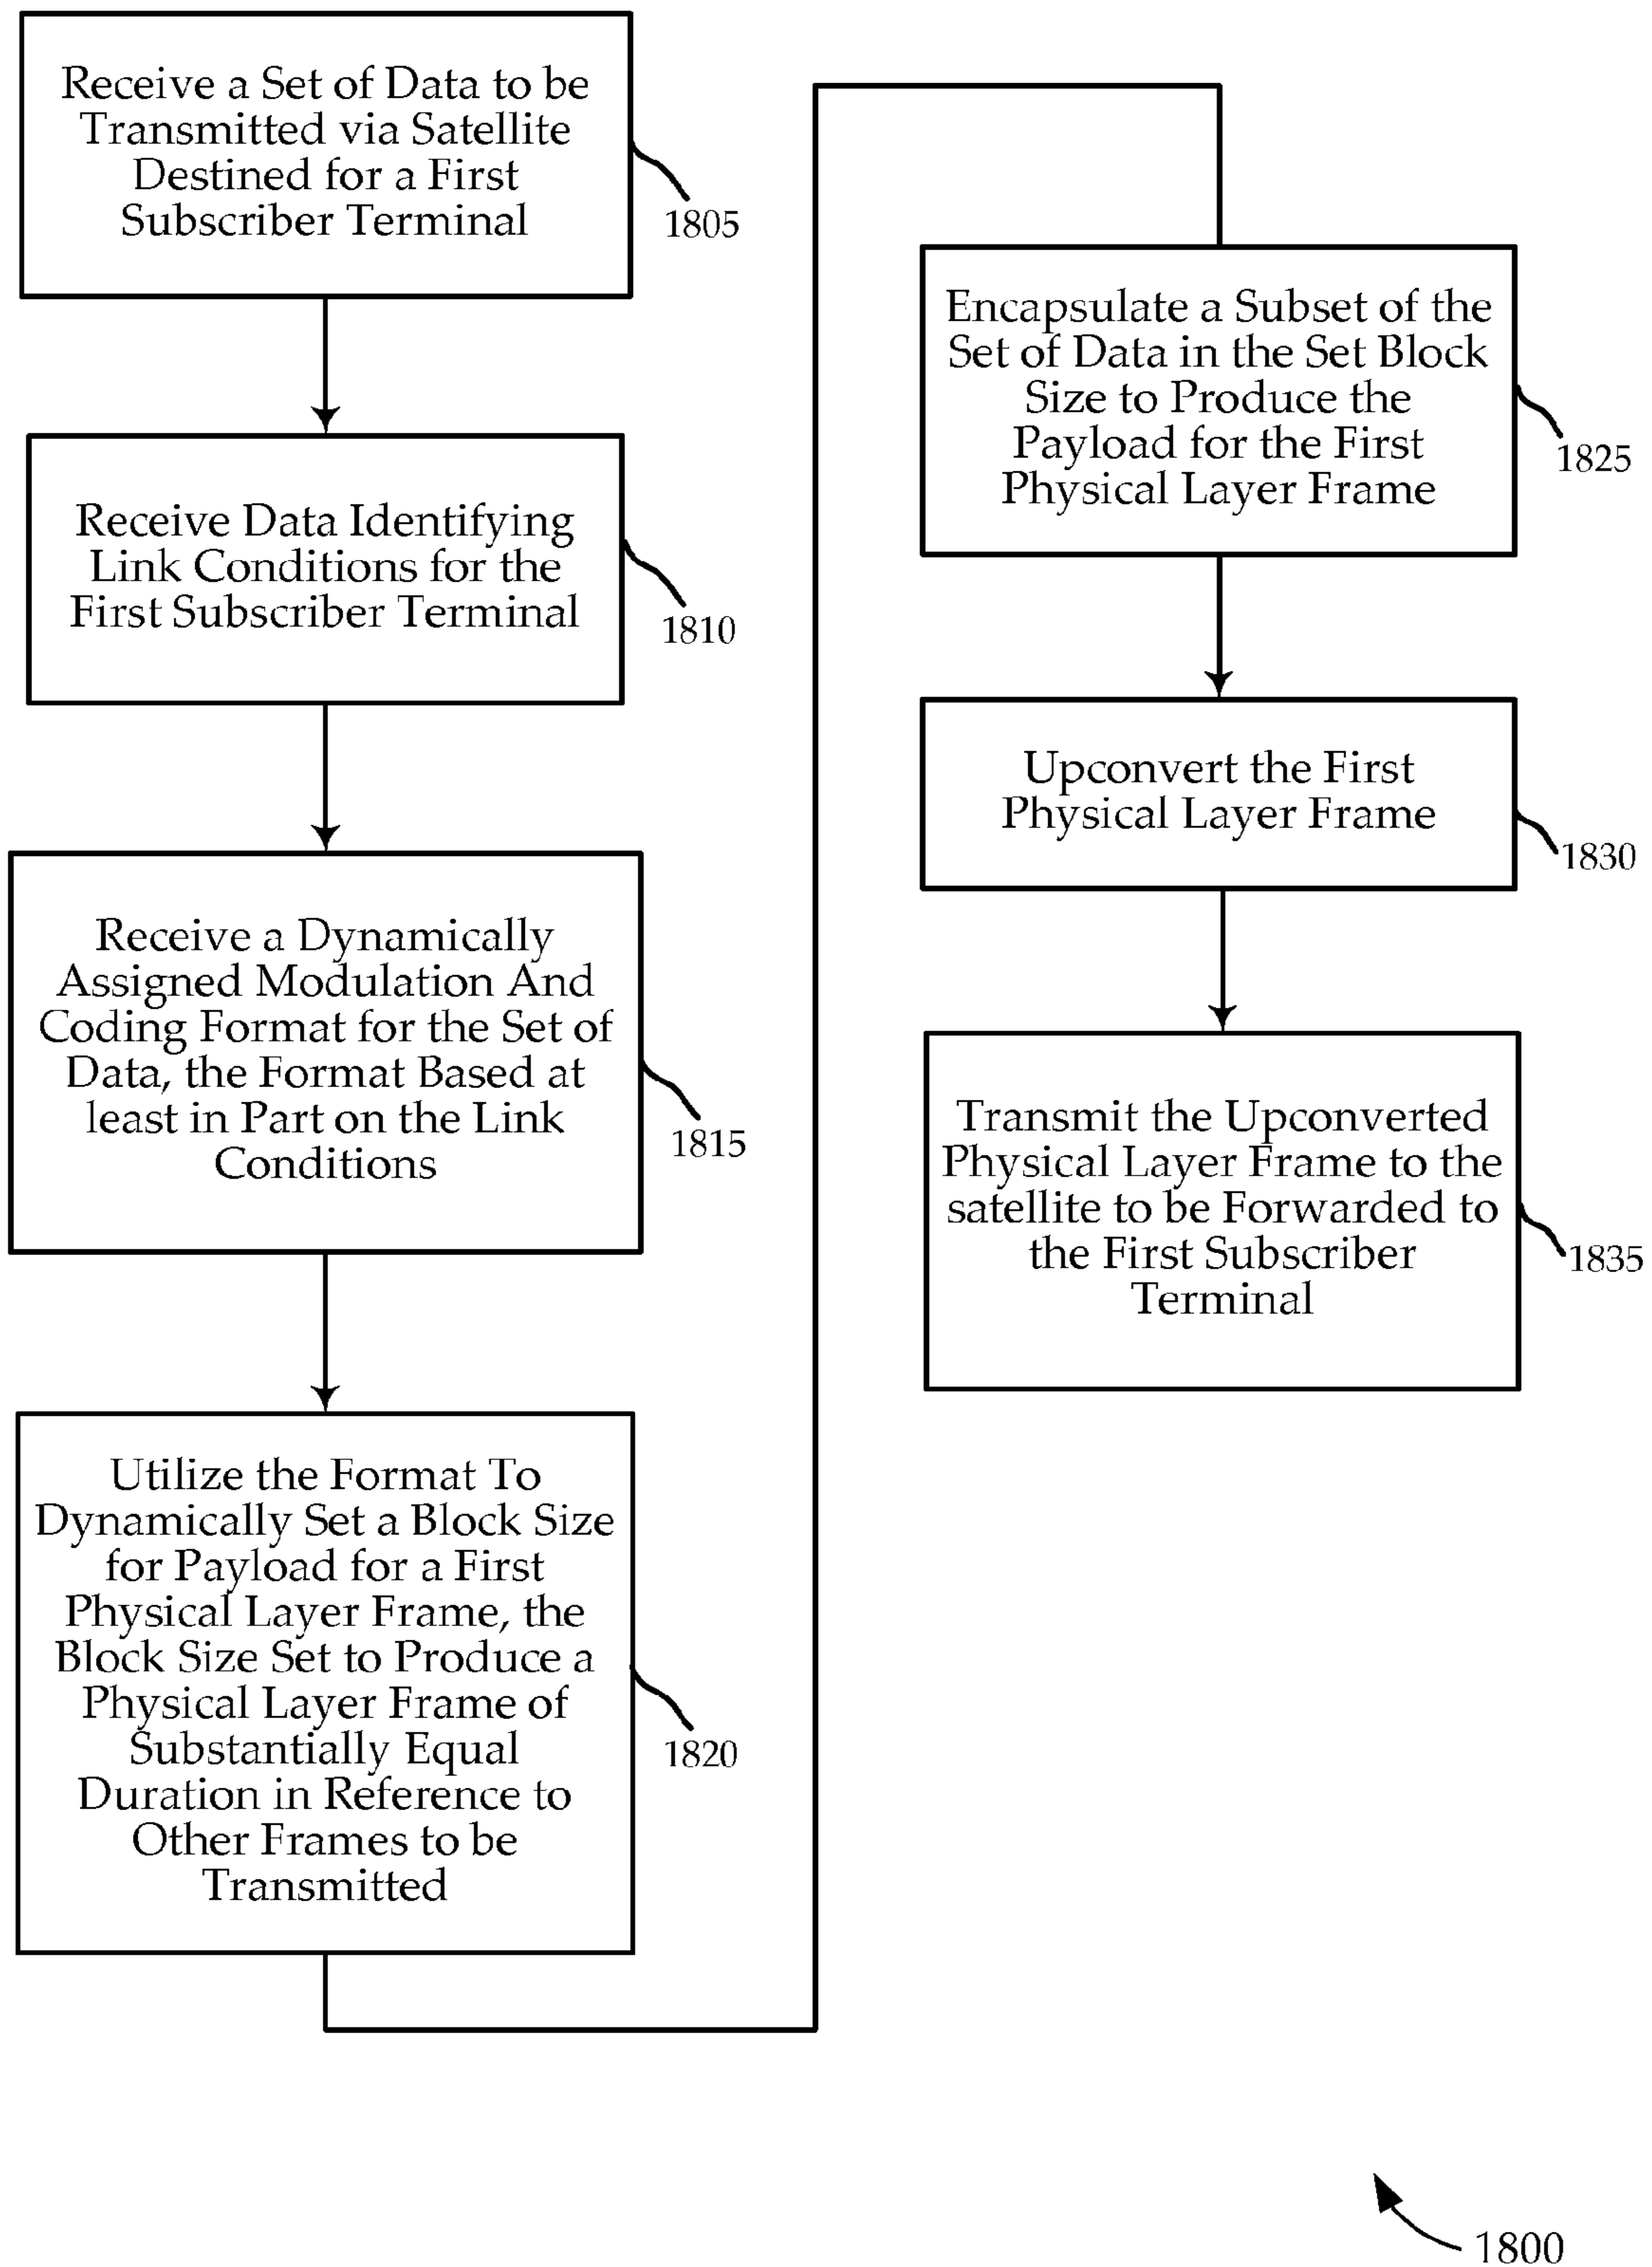 Receive a Set of Data to be
Transmitted via Satellite
Destined for a First
Subscriber Terminal
1805
Receive Data Identifying
Link Conditions for the
First Subscriber Terminal
1810
Receive a Dynamically
Assigned Modulation And
Coding Format for the Set of
Data, the Format Based at
least in Part on the Link
Conditions
1815
Utilize the Format To
Dynamically Set a Block Size
for Payload for a First
Physical Layer Frame, the
Block Size Set to Produce a
Physical Layer Frame of
Substantially Equal
Duration in Reference to
Other Frames to be
Transmitted
1820
Encapsulate a Subset of the
Set of Data in the Set Block
Size to Produce the
Payload for the First
Physical Layer Frame
1825
Upconvert the First
Physical Layer Frame
1830
Transmit the Upconverted
Physical Layer Frame to the
satellite to be Forwarded to
the First Subscriber
Terminal
1835
1800